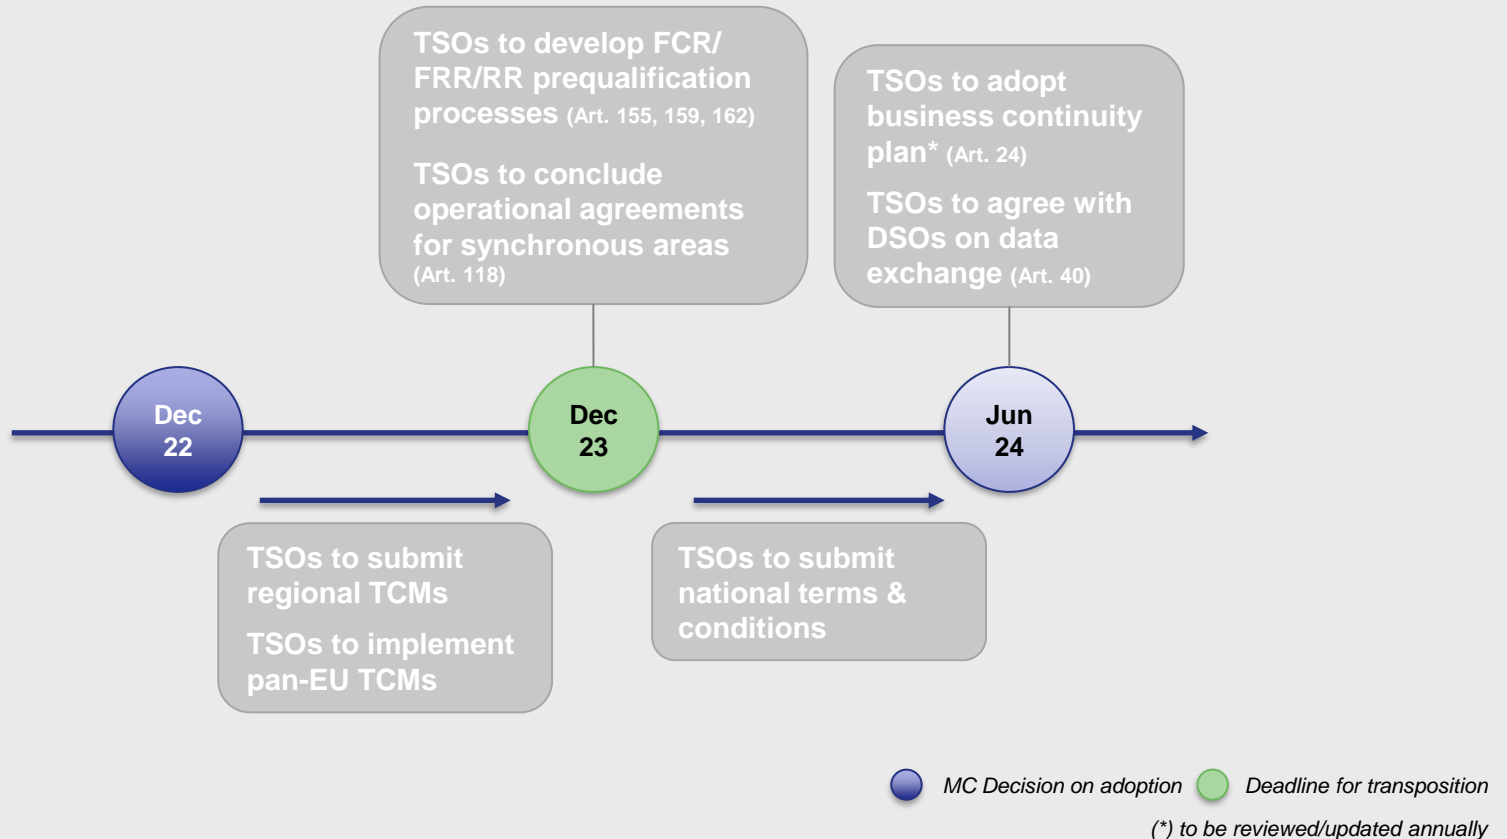 TSOs to develop FCR/
FRR/RR prequalification
processes (Art. 155, 159, 162)
TSOs to conclude
operational agreements
for synchronous areas
(Art. 118)
TSOs to adopt
business continuity
plan* (Art. 24)
TSOs to agree with
DSOs on data
exchange (Art. 40)
Dec
22
Dec
23
Jun
24
TSOs to submit
regional TCMs
TSOs to implement
pan-EU TCMs
TSOs to submit
national terms &
conditions
MC Decision on adoption
Deadline for transposition
(*) to be reviewed/updated annually